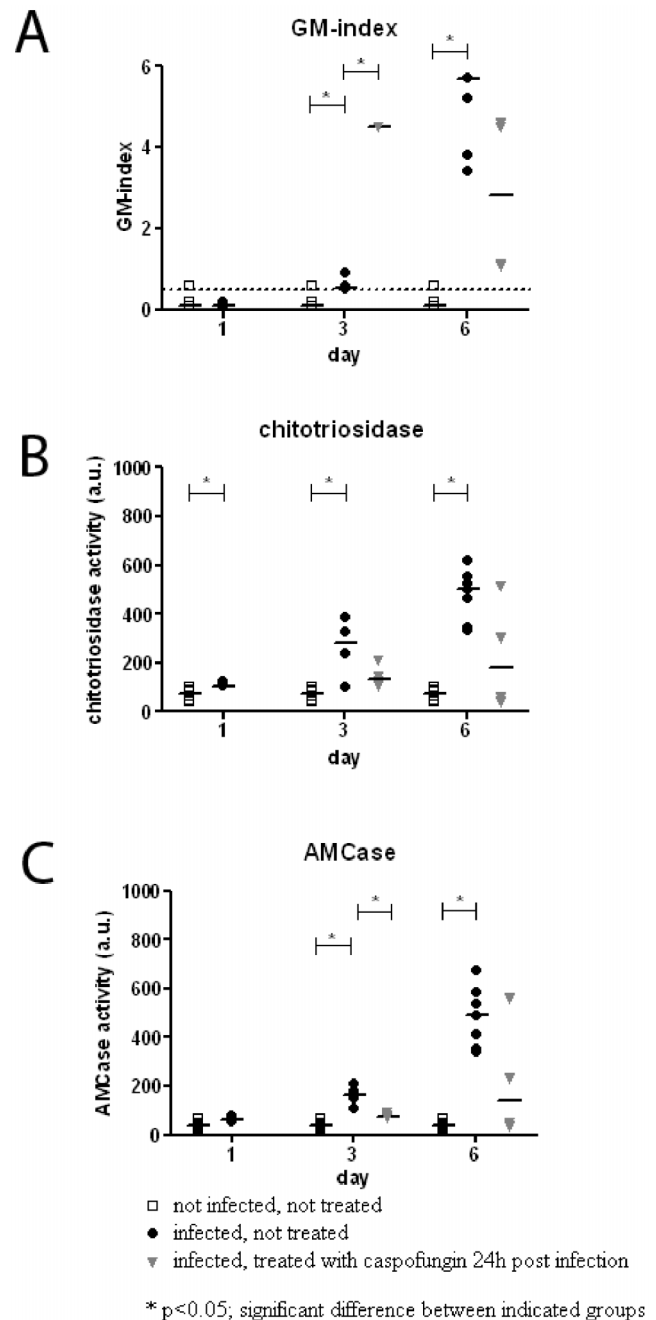 A
GM-index
GM-index
6
4
2
0
* * *
1 3 6
day
B
chitotriosidase
chitotriosidase activity (a.u.)
1000
800
600
400
200
0
* * *
1 3 6
day
C
AMCase
AMCase activity (a.u.)
1000
800
600
400
200
0
* * *
1 3 6
day
not infected, not treated
infected, not treated
infected, treated with caspofungin 24h post infection
* p<0.05; significant difference between indicated groups